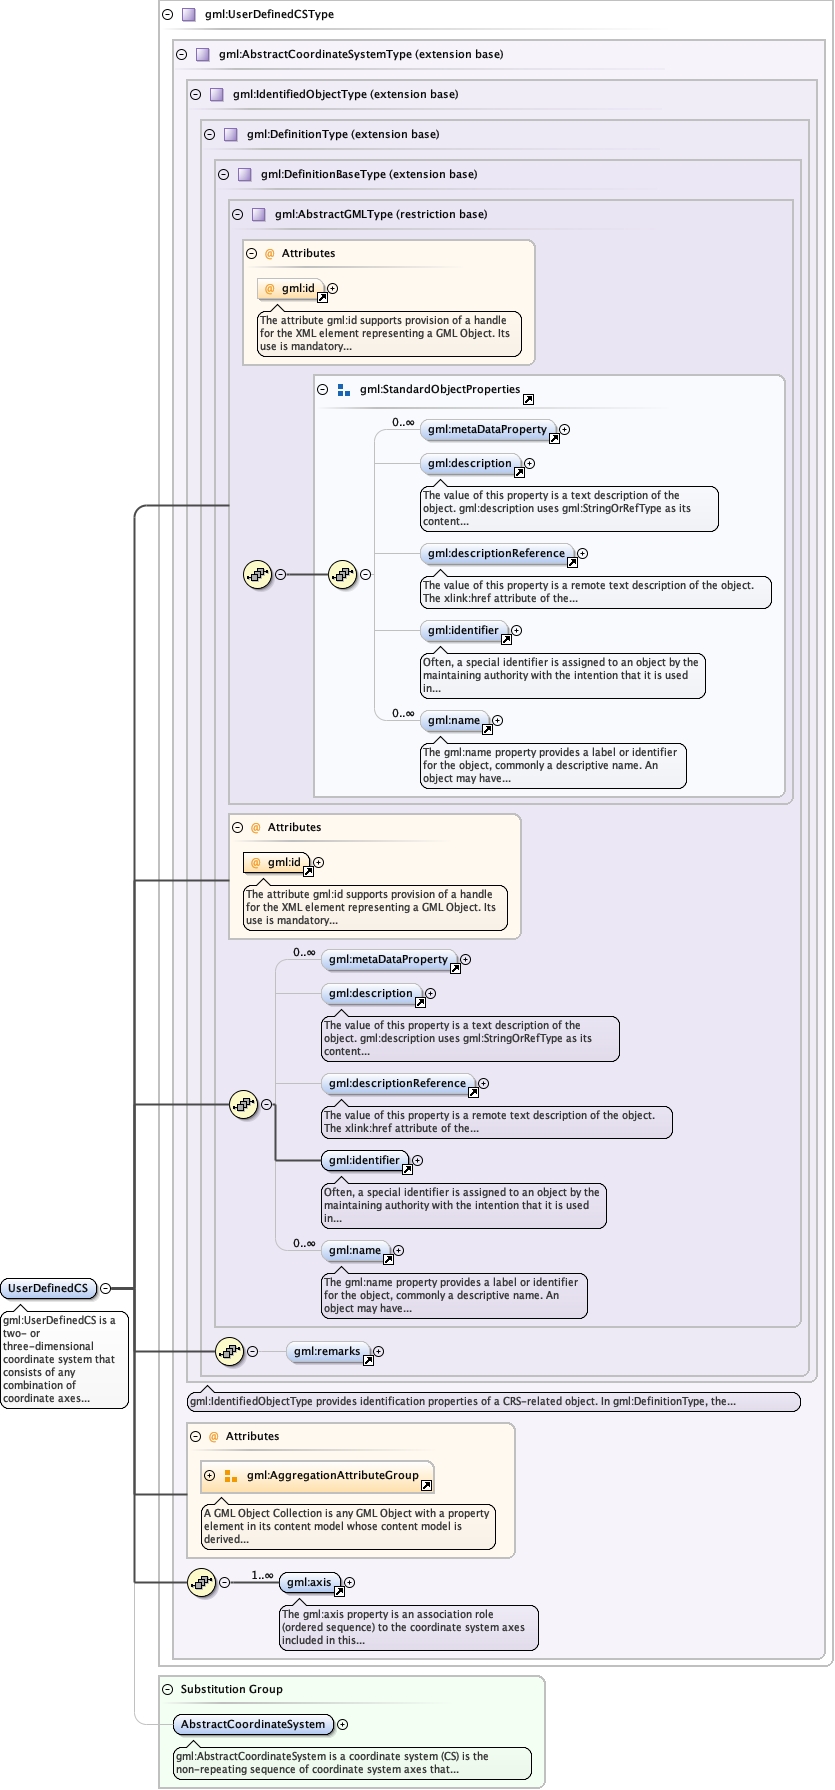 gml:UserDefinedCSType
gml:AbstractCoordinateSystemType (extension base)
gml:IdentifiedObjectType (extension base)
gml:DefinitionType (extension base)
gml:DefinitionBaseType (extension base)
gml:AbstractGMLType (restriction base)
@ Attributes
@ gml:id
The attribute gml:id supports provision of a handle
for the XML element representing a GML Object. Its
use is mandatory...
gml:StandardObjectProperties
0..∞
gml:metaDataProperty
gml:description
The value of this property is a text description of the
object. gml:description uses gml:StringOrRefType as its
content...
gml:descriptionReference
The value of this property is a remote text description of the object.
The xlink:href attribute of the...
gml:identifier
Often, a special identifier is assigned to an object by the
maintaining authority with the intention that it is used
in...
0..∞
gml:name
The gml:name property provides a label or identifier
for the object, commonly a descriptive name. An
object may have...
@ Attributes
@ gml:id
The attribute gml:id supports provision of a handle
for the XML element representing a GML Object. Its
use is mandatory...
0..∞
gml:metaDataProperty
gml:description
The value of this property is a text description of the
object. gml:description uses gml:StringOrRefType as its
content...
gml:descriptionReference
The value of this property is a remote text description of the object.
The xlink:href attribute of the...
gml:identifier
Often, a special identifier is assigned to an object by the
maintaining authority with the intention that it is used
in...
0..∞
gml:name
The gml:name property provides a label or identifier
for the object, commonly a descriptive name. An
object may have...
UserDefinedCS
gml:UserDefinedCS is a
two- or
three-dimensional
coordinate system that
consists of any
combination of
coordinate axes...
gml:remarks
gml:IdentifiedObjectType provides identification properties of a CRS-related object. In gml:DefinitionType, the...
@ Attributes
gml:AggregationAttributeGroup
A GML Object Collection is any GML Object with a property
element in its content model whose content model is
derived...
1..∞
gml:axis
The gml:axis property is an association role
(ordered sequence) to the coordinate system axes
included in this...
Substitution Group
AbstractCoordinateSystem
gml:AbstractCoordinateSystem is a coordinate system (CS) is the
non-repeating sequence of coordinate system axes that...